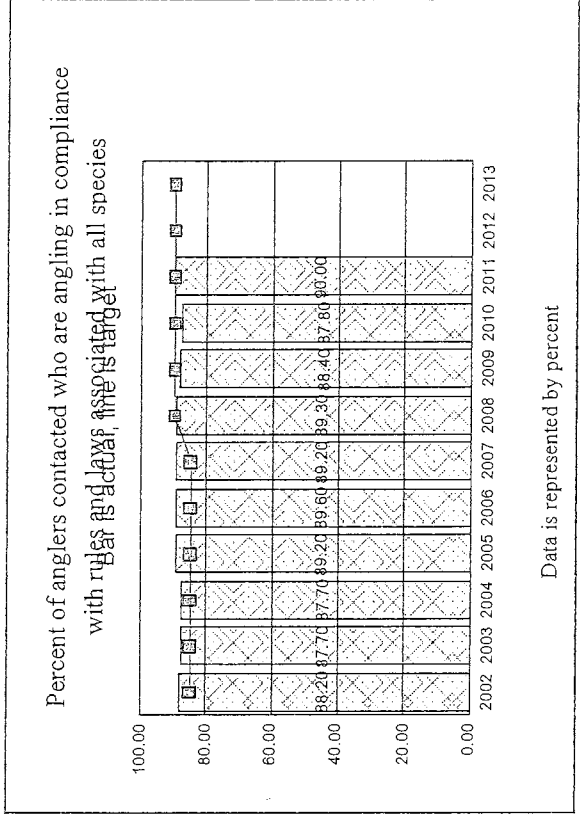 Percent of anglers contacted who are angling in compliance
with rules and laws associated with all species
Bar is actual, line is target
100.00
80.00
60.00
40.00
20.00
0.00
88.20 87.70 87.70 89.20 89.60 89.20 89.30 88.40 87.80 90.00
2002 2003 2004 2005 2006 2007 2008 2009 2010 2011 2012 2013
Data is represented by percent